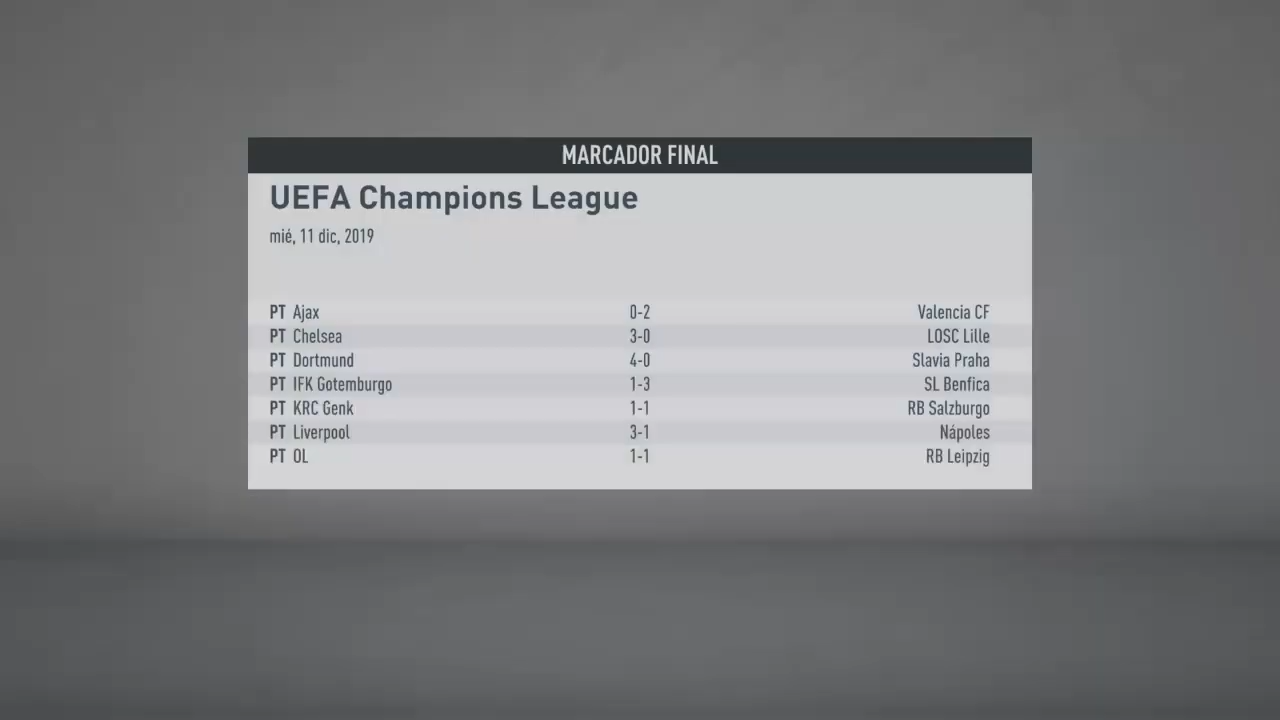 MARCADOR FINAL
UEFA Champions League
mié, 11 dic, 2019
PT Ajax 0-2 Valencia CF
PT Chelsea 3-0 LOSC Lille
PT Dortmund 4-0 Slavia Praha
PT IFK Gotemburgo 1-3 SL Benfica
PT KRC Genk 1-1 RB Salzburgo
PT Liverpool 3-1 Nápoles
PT OL 1-1 RB Leipzig